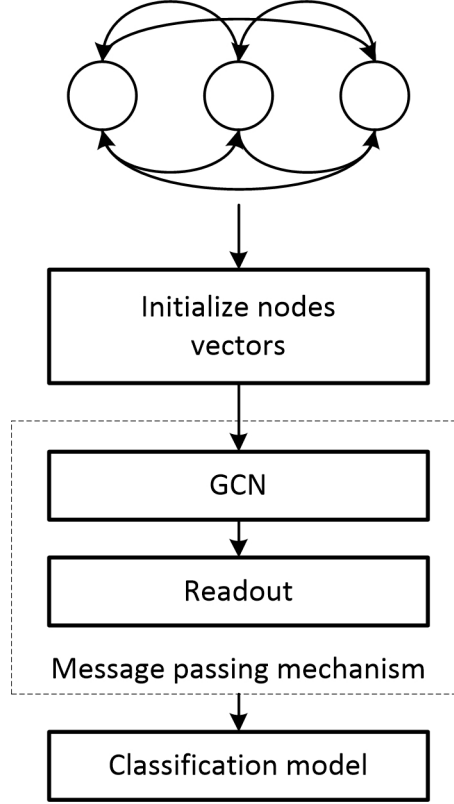 Initialize nodes
vectors
GCN
Readout
Message passing mechanism
Classification model